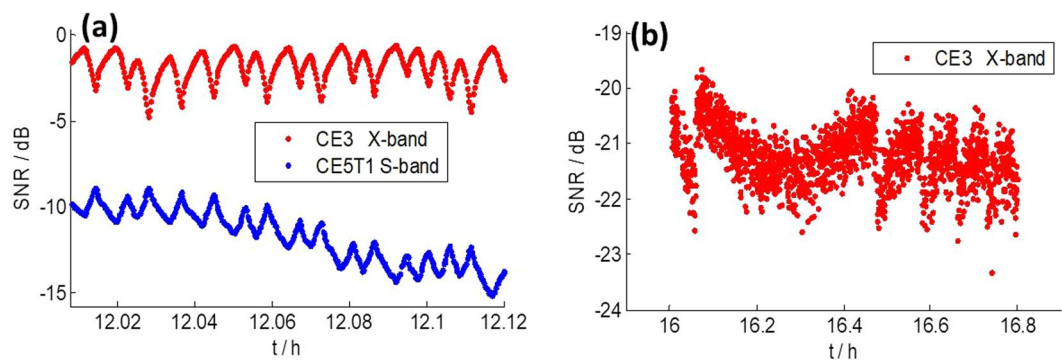 (a)
0
-5
-10
-15
SNR / dB
CE3 X-band
CE5T1 S-band
12.02 12.04 12.06 12.08 12.1 12.12
t / h
(b)
-19
-20
-21
-22
-23
-24
SNR / dB
CE3 X-band
16 16.2 16.4 16.6 16.8
t / h